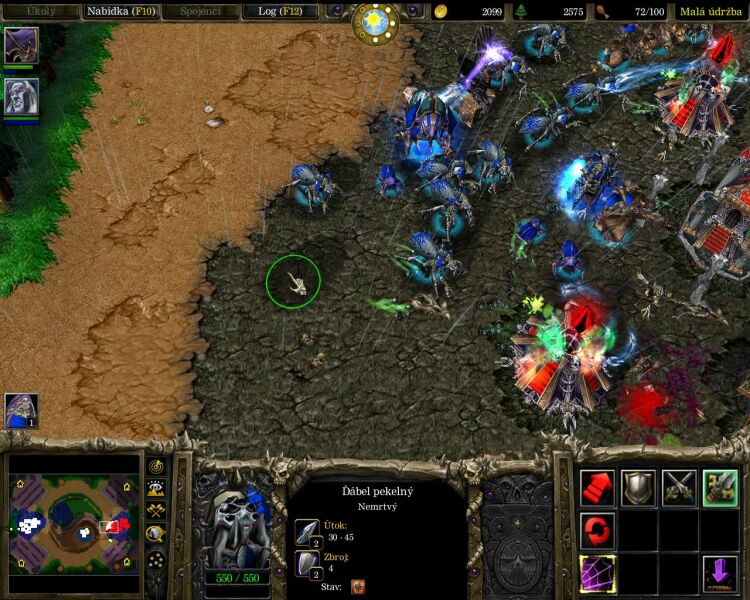 Úkoly Nabídka (F10) Spojenci Log (F12) 2099 2575 72/100 Malá údržba
1
Ďábel pekelný
Nemrtvý
Útok:
30 - 45
2
Zbroj:
4
2
Stav:
550 / 550